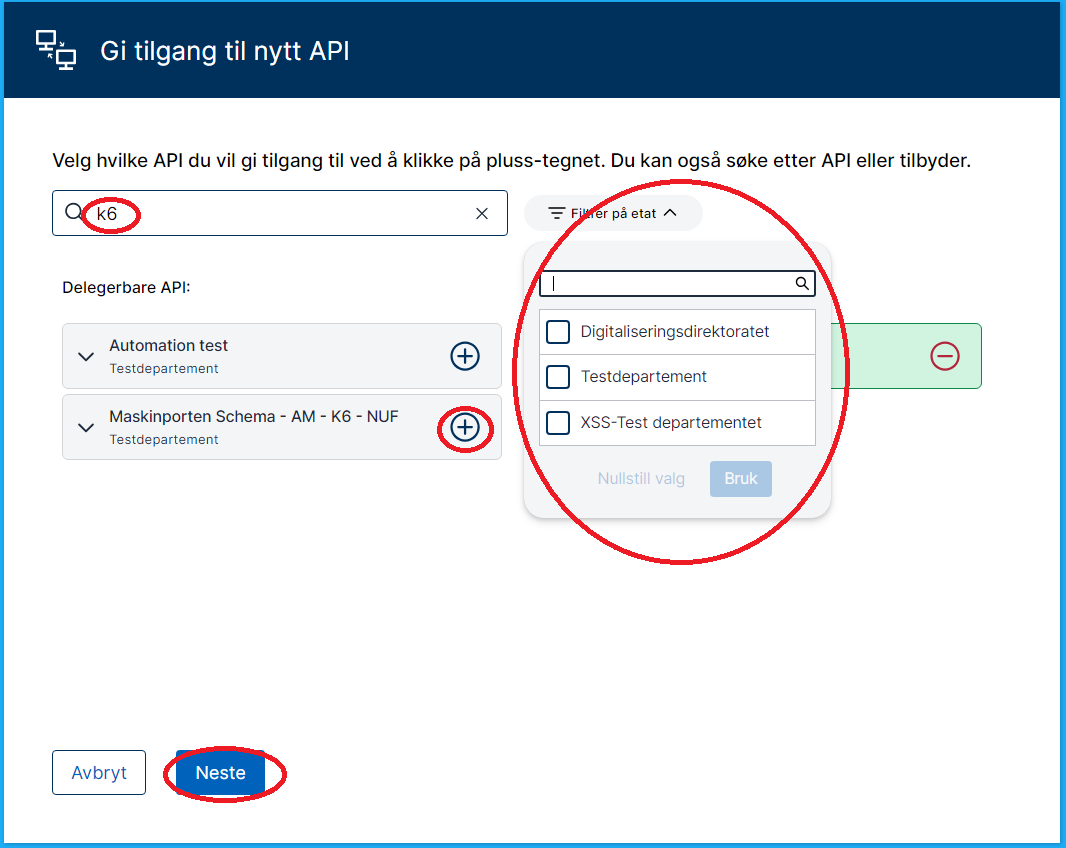 Gi tilgang til nytt API
Velg hvilke API du vil gi tilgang til ved å klikke på pluss-tegnet. Du kan også søke etter API eller tilbyder.
k6
Filtrer på etat
Delegerbare API:
Automation test
Testdepartement
Maskinporten Schema - AM - K6 - NUF
Testdepartement
Digitaliseringsdirektoratet
Testdepartement
XSS-Test departementet
Nullstill valg
Bruk
Avbryt
Neste